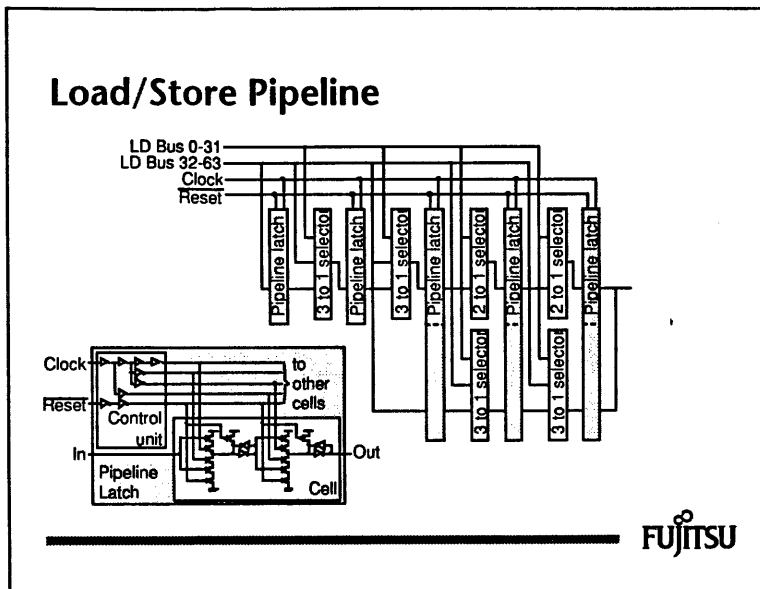 Load/Store Pipeline
LD Bus 0-31
LD Bus 32-63
Clock
Reset
Pipeline latch
3 to 1 selector
Pipeline latch
3 to 1 selector
Pipeline latch
2 to 1 selector
Pipeline latch
2 to 1 selector
Pipeline latch
3 to 1 selector
3 to 1 selector
Clock
Reset
Control
unit
to
other
cells
In
Out
Pipeline
Latch
Cell
FUJITSU